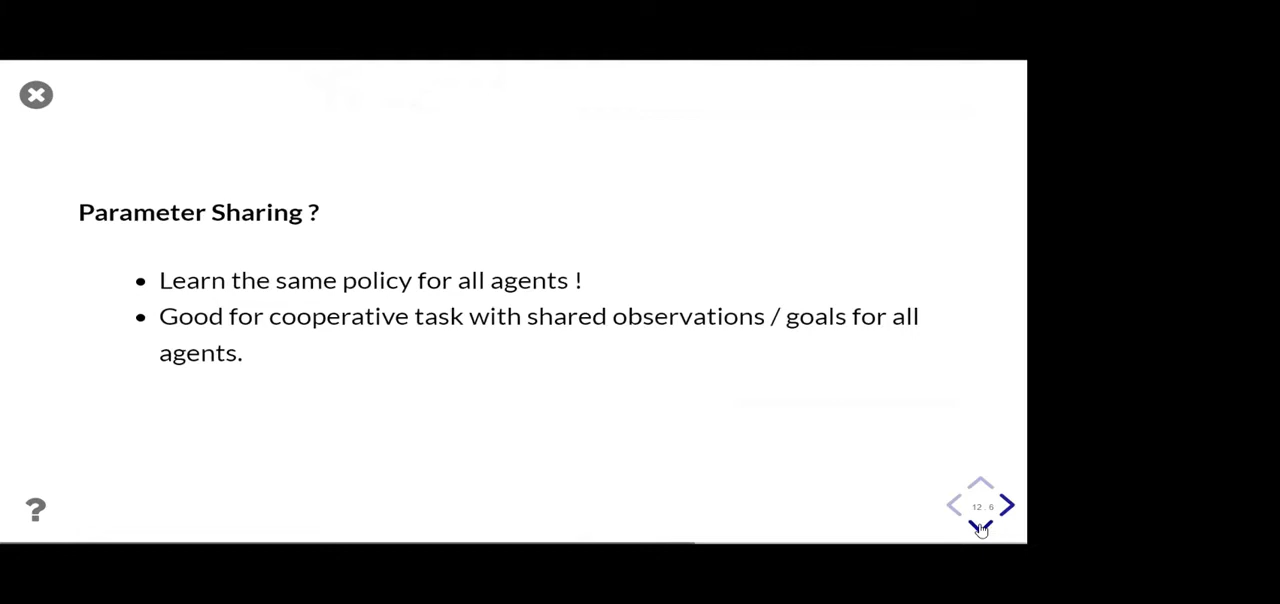 Parameter Sharing ?
• Learn the same policy for all agents !
• Good for cooperative task with shared observations / goals for all
agents.
?
12 . 6